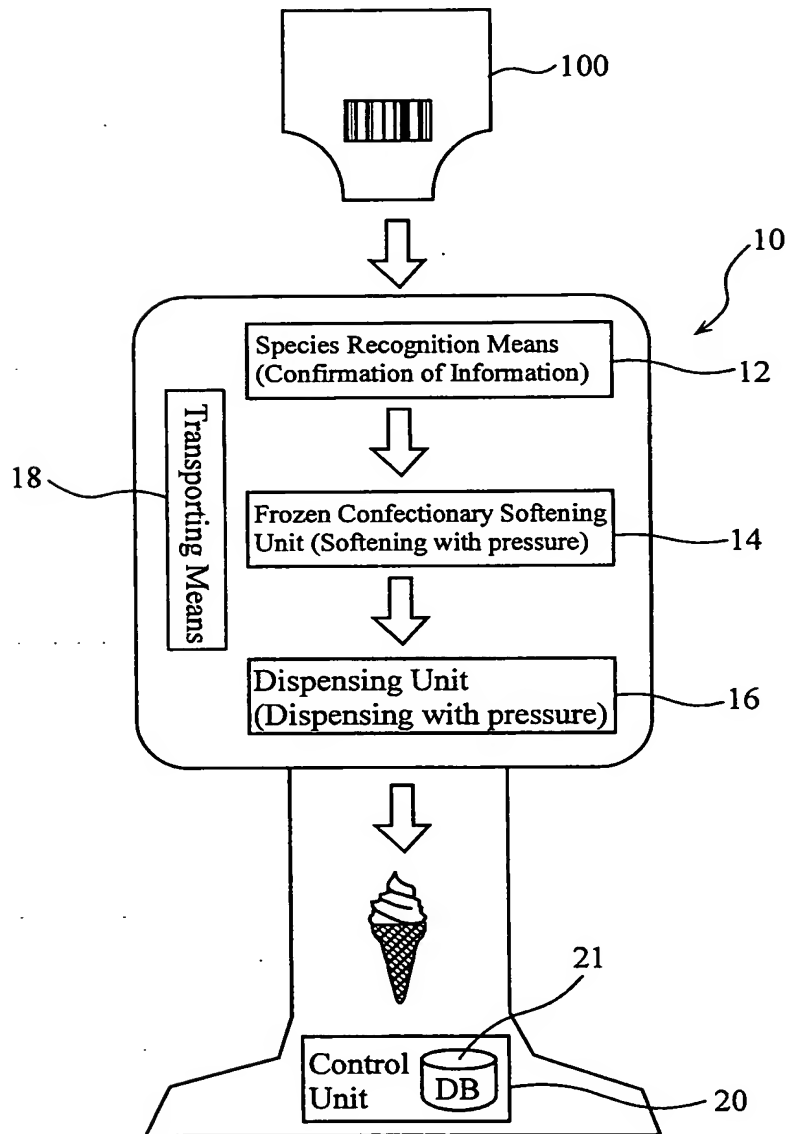 100
10
Species Recognition Means
(Confirmation of Information)
12
Transporting Means
18
Frozen Confectionary Softening
Unit (Softening with pressure)
14
Dispensing Unit
(Dispensing with pressure)
16
21
Control
Unit
DB
20